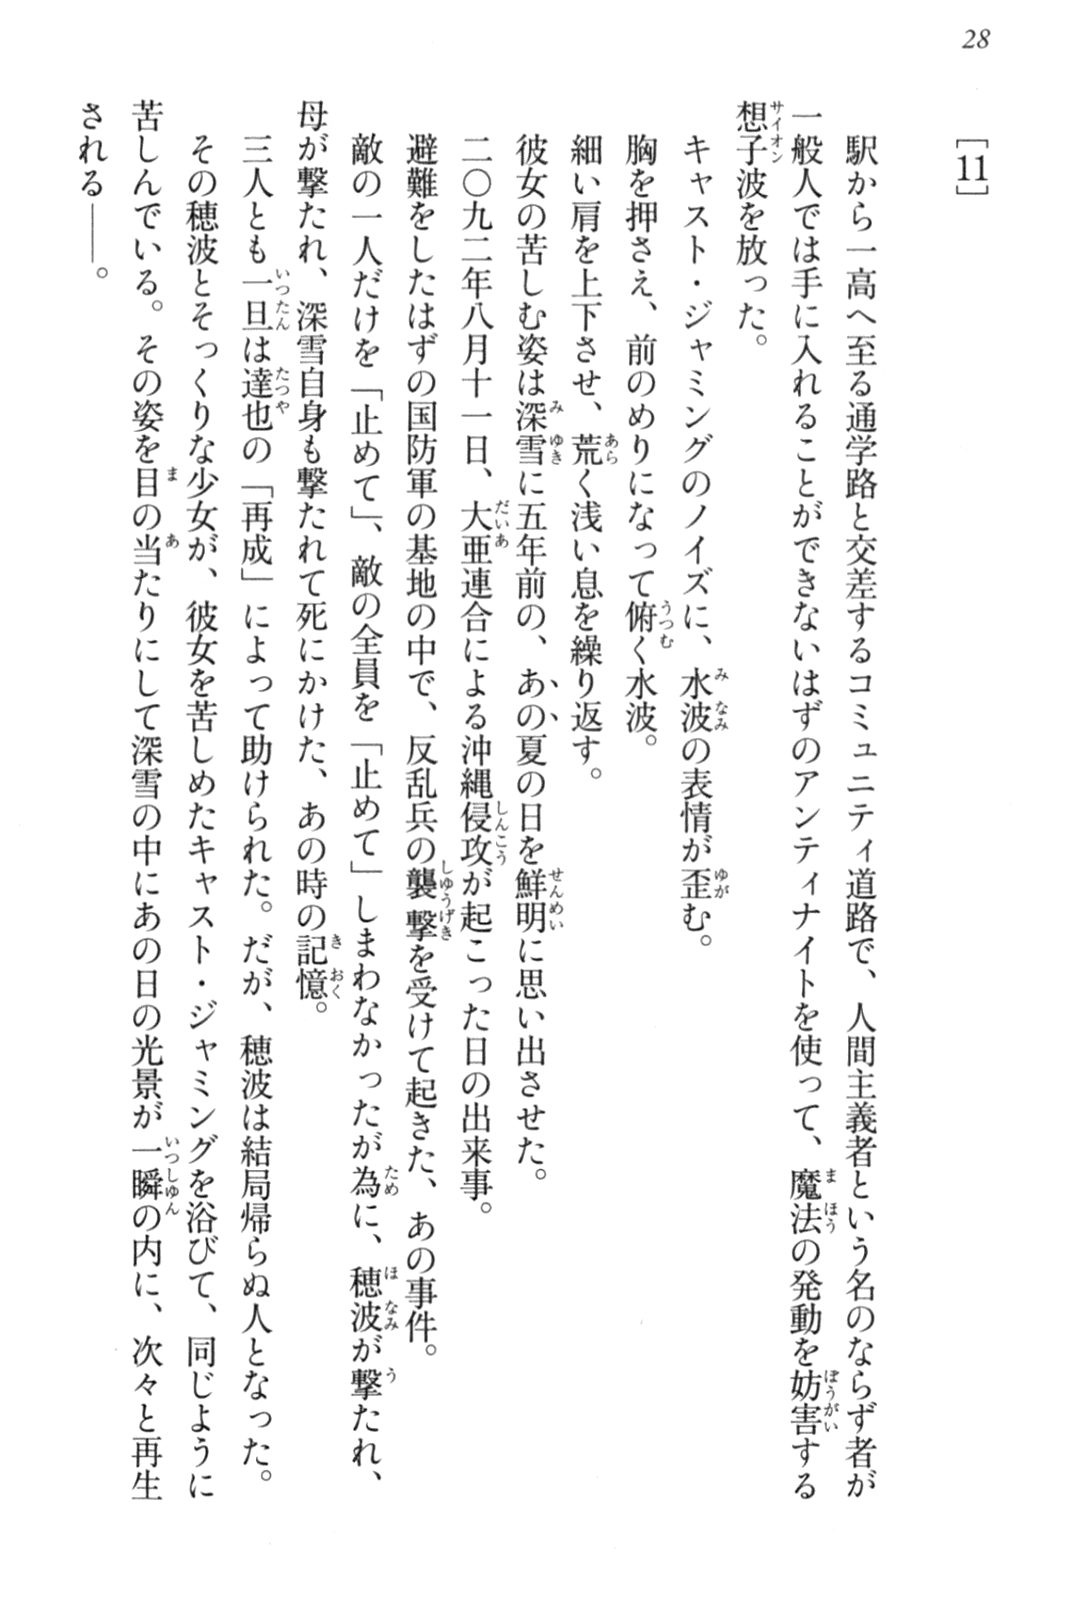 28
[11]
駅から一高へ至る通学路と交差するコミュニティ道路で、人間主義者という名のならず者が
一般人では手に入れることができないはずのアンティナイトを使って、魔法の発動を妨害する
想子波を放った。
キャスト・ジャミングのノイズに、水波の表情が歪む。
胸を押さえ、前のめりになって俯く水波。
細い肩を上下させ、荒く浅い息を繰り返す。
彼女の苦しむ姿は深雪に五年前の、あの夏の日を鮮明に思い出させた。
二〇九二年八月十一日、大亜連合による沖縄侵攻が起こった日の出来事。
避難をしたはずの国防軍の基地の中で、反乱兵の襲撃を受けて起きた、あの事件。
敵の一人だけを「止めて」、敵の全員を「止めて」しまわなかったが為に、穂波が撃たれ、
母が撃たれ、深雪自身も撃たれて死にかけた、あの時の記憶。
三人とも一旦は達也の「再成」によって助けられた。だが、穂波は結局帰らぬ人となった。
その穂波とそっくりな少女が、彼女を苦しめたキャスト・ジャミングを浴びて、同じように
苦しんでいる。その姿を目の当たりにして深雪の中にあの日の光景が一瞬の内に、次々と再生
される――。